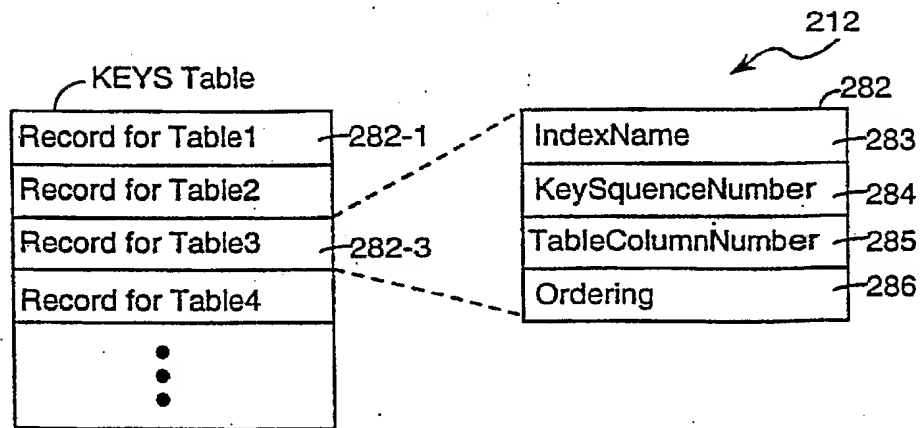 212
KEYS Table
282
Record for Table1
282-1
Record for Table2
Record for Table3
282-3
Record for Table4
IndexName
283
KeySquenceNumber
284
TableColumnNumber
285
Ordering
286